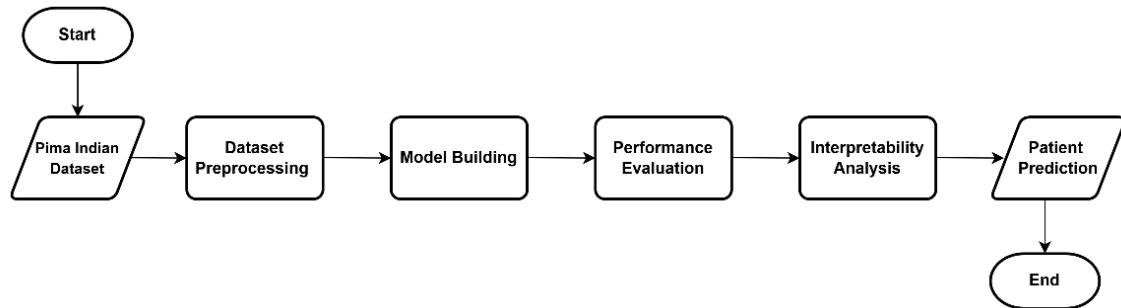 Start
Pima Indian
Dataset
Dataset
Preprocessing
Model Building
Performance
Evaluation
Interpretability
Analysis
Patient
Prediction
End